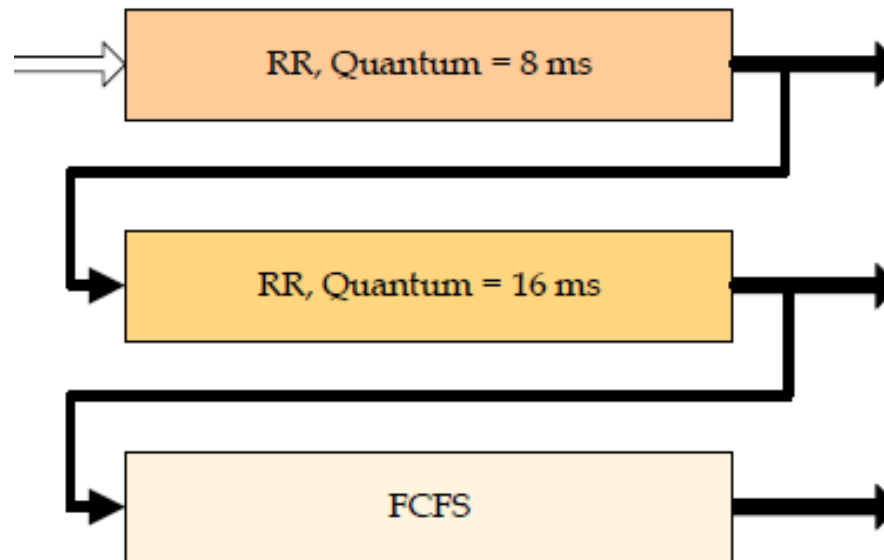 RR, Quantum = 8 ms
RR, Quantum = 16 ms
FCFS